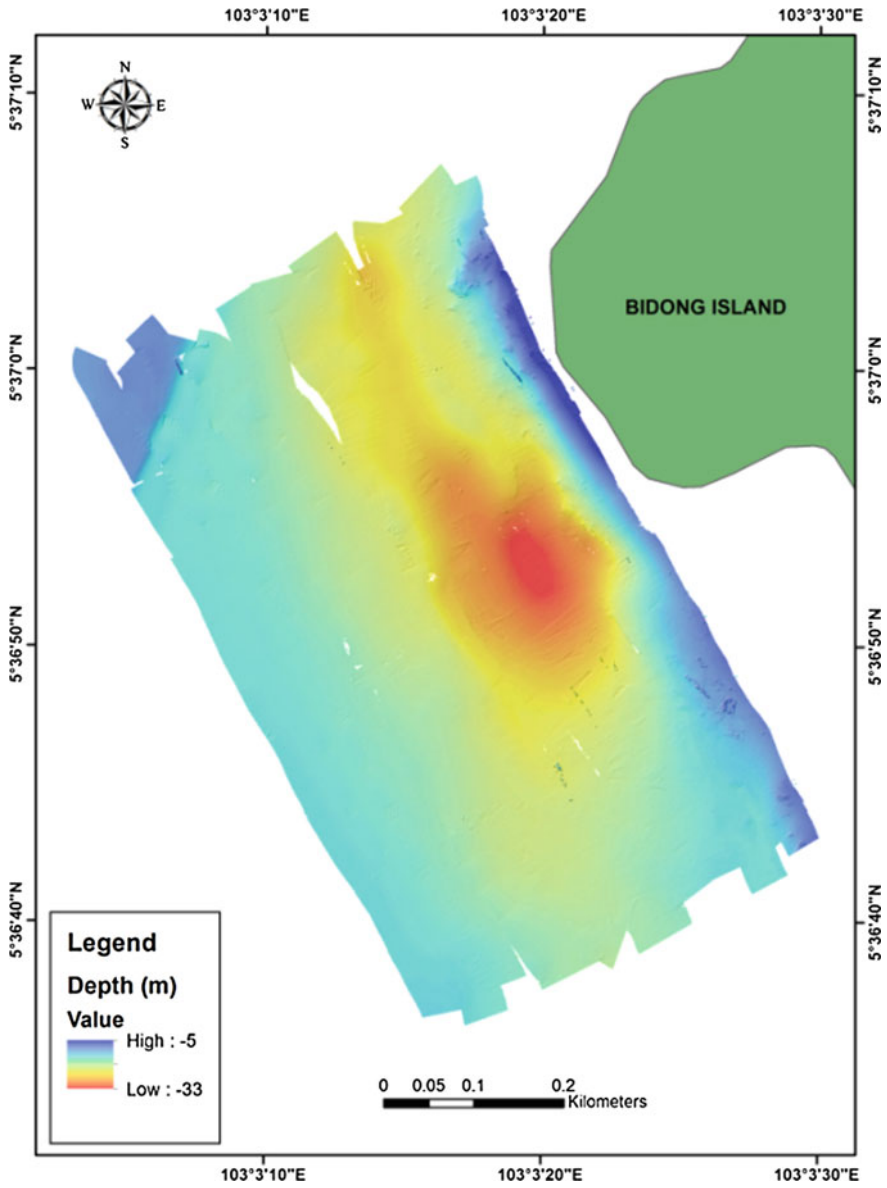 103°3'10"E 103°3'20"E 103°3'30"E
5°37'10"N 5°37'10"N
N
W E
S
BIDONG ISLAND
5°37'0"N 5°37'0"N
5°36'50"N 5°36'50"N
5°36'40"N 5°36'40"N
Legend
Depth (m)
Value
High : -5
Low : -33
0 0.05 0.1 0.2
Kilometers
103°3'10"E 103°3'20"E 103°3'30"E